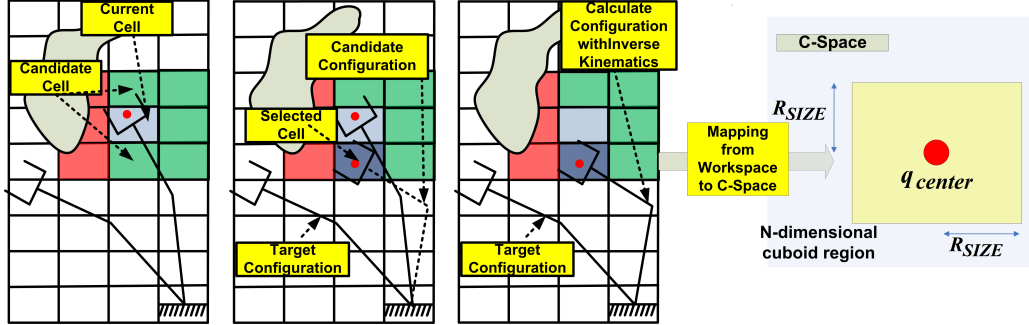 Current
Cell
Candidate
Cell
Candidate
Configuration
Selected
Cell
Target
Configuration
Calculate
Configuration
withInverse
Kinematics
Target
Configuration
Mapping
from
Workspace
to C-Space
C-Space
R_SIZE
q_center
N-dimensional
cuboid region
R_SIZE